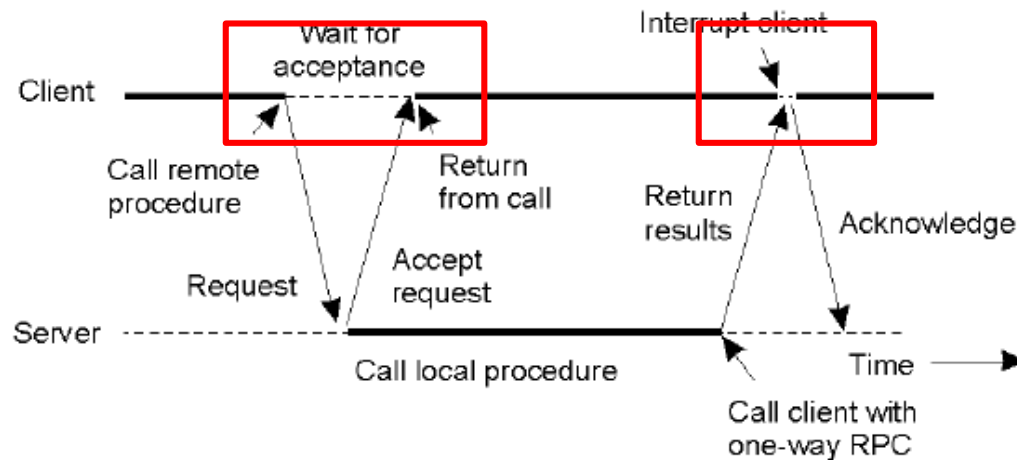 Wait for
acceptance
Interrupt client
Client
Call remote
procedure
Return
from call
Return
results
Acknowledge
Request
Accept
request
Server
Call local procedure
Time
Call client with
one-way RPC